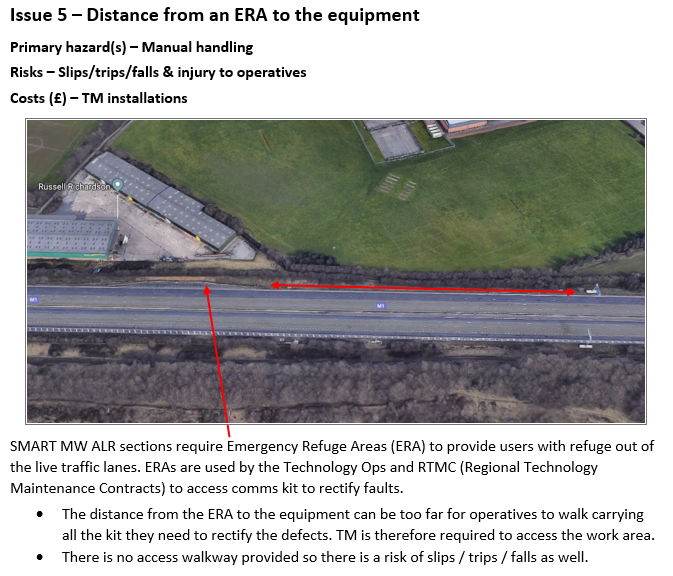 Issue 5 – Distance from an ERA to the equipment
Primary hazard(s) – Manual handling
Risks – Slips/trips/falls & injury to operatives
Costs (£) – TM installations
Russell Richardson
M1
M1
SMART MW ALR sections require Emergency Refuge Areas (ERA) to provide users with refuge out of
the live traffic lanes. ERAs are used by the Technology Ops and RTMC (Regional Technology
Maintenance Contracts) to access comms kit to rectify faults.
• The distance from the ERA to the equipment can be too far for operatives to walk carrying
all the kit they need to rectify the defects. TM is therefore required to access the work area.
• There is no access walkway provided so there is a risk of slips / trips / falls as well.